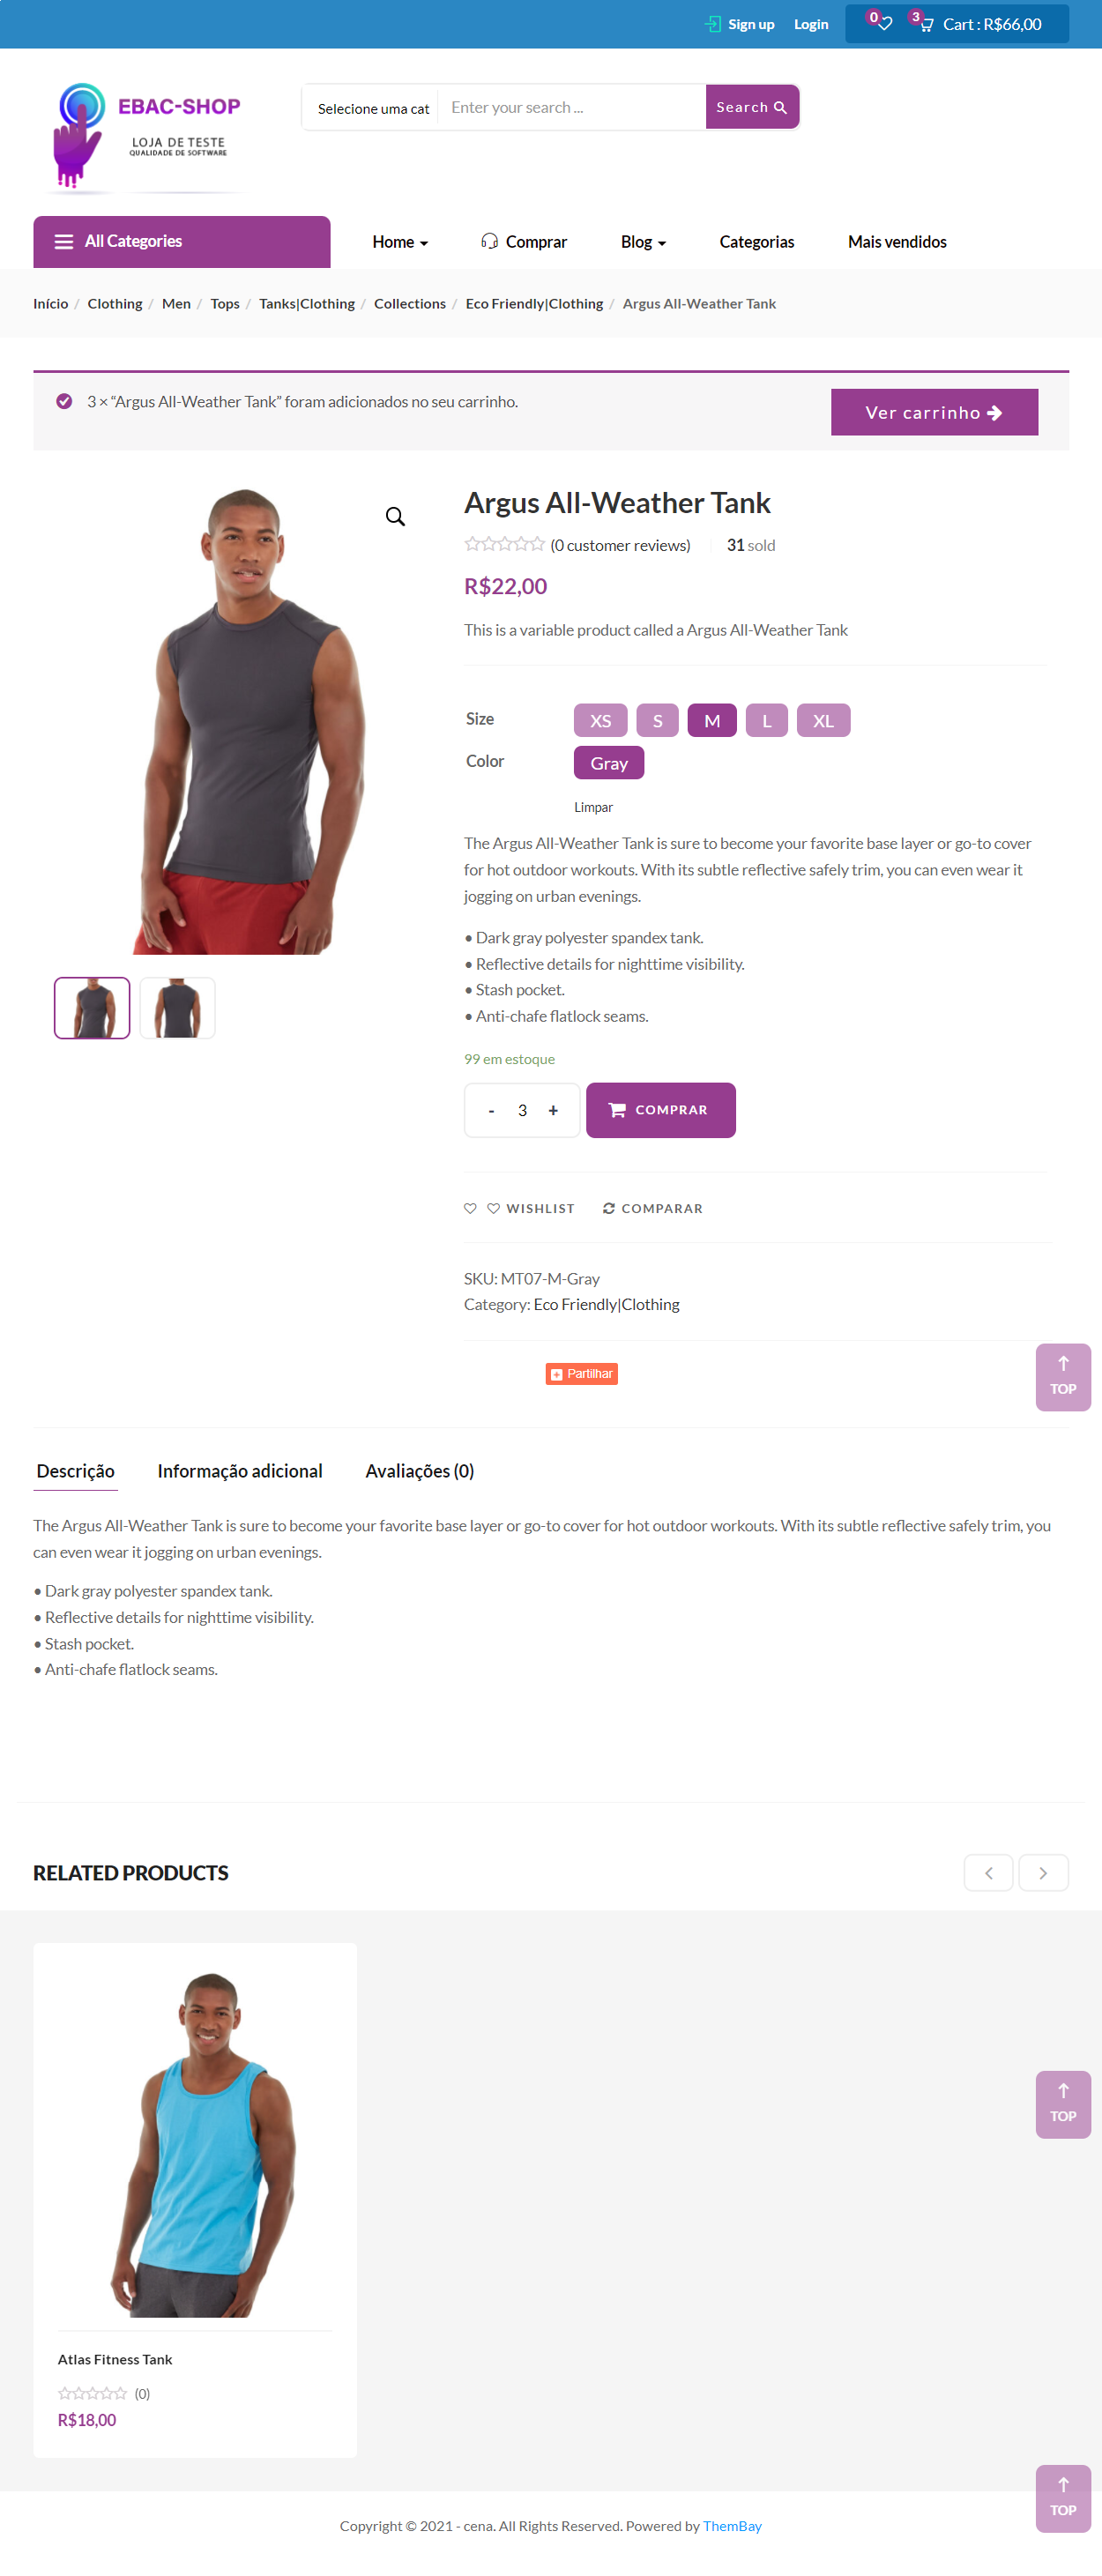 Sign up Login 0 3 Cart : R$66,00
EBAC-SHOP
LOJA DE TESTE
QUALIDADE DE SOFTWARE
Selecione uma cat Enter your search ... Search
All Categories Home Comprar Blog Categorias Mais vendidos
Início / Clothing / Men / Tops / Tanks|Clothing / Collections / Eco Friendly|Clothing / Argus All-Weather Tank
3 × “Argus All-Weather Tank” foram adicionados no seu carrinho. Ver carrinho
Argus All-Weather Tank
(0 customer reviews) 31 sold
R$22,00
This is a variable product called a Argus All-Weather Tank
Size XS S M L XL
Color Gray
Limpar
The Argus All-Weather Tank is sure to become your favorite base layer or go-to cover
for hot outdoor workouts. With its subtle reflective safely trim, you can even wear it
jogging on urban evenings.
• Dark gray polyester spandex tank.
• Reflective details for nighttime visibility.
• Stash pocket.
• Anti-chafe flatlock seams.
99 em estoque
- 3 + COMPRAR
WISHLIST COMPARAR
SKU: MT07-M-Gray
Category: Eco Friendly|Clothing
Partilhar
TOP
Descrição Informação adicional Avaliações (0)
The Argus All-Weather Tank is sure to become your favorite base layer or go-to cover for hot outdoor workouts. With its subtle reflective safely trim, you
can even wear it jogging on urban evenings.
• Dark gray polyester spandex tank.
• Reflective details for nighttime visibility.
• Stash pocket.
• Anti-chafe flatlock seams.
RELATED PRODUCTS
TOP
Atlas Fitness Tank
(0)
R$18,00
TOP
Copyright © 2021 - cena. All Rights Reserved. Powered by ThemBay